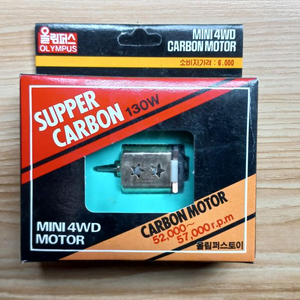 올림퍼스
OLYMPUS
MINI 4WD
CARBON MOTOR
소비자가격 : 6,000
SUPPER
CARBON
130W
MINI 4WD
MOTOR
CARBON MOTOR
52,000~
57,000 r.p.m
올림퍼스토이